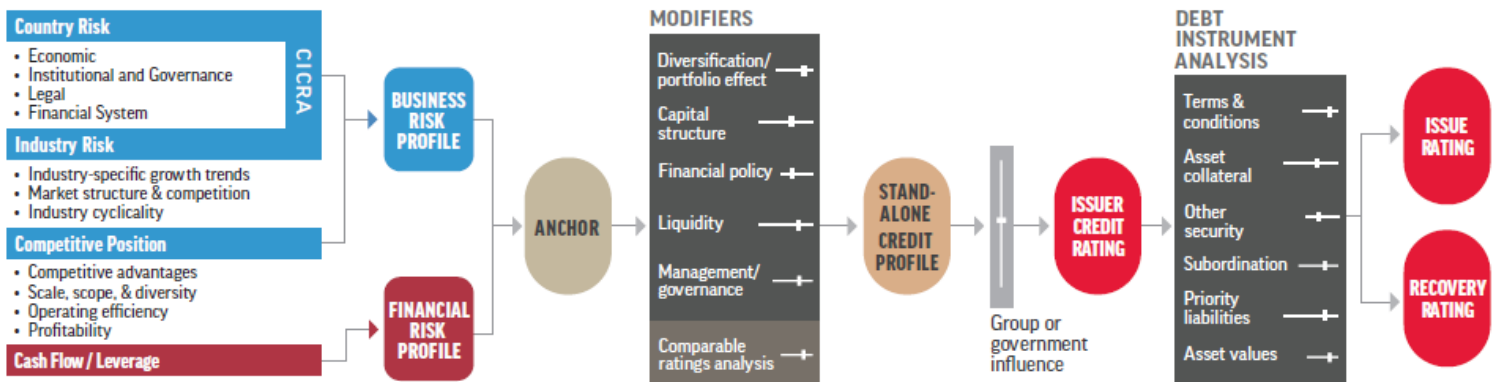 Country Risk
• Economic
• Institutional and Governance
• Legal
• Financial System
CICRA
Industry Risk
• Industry-specific growth trends
• Market structure & competition
• Industry cyclicality
Competitive Position
• Competitive advantages
• Scale, scope, & diversity
• Operating efficiency
• Profitability
Cash Flow / Leverage
BUSINESS
RISK
PROFILE
FINANCIAL
RISK
PROFILE
ANCHOR
MODIFIERS
Diversification/
portfolio effect
Capital
structure
Financial policy
Liquidity
Management/
governance
Comparable
ratings analysis
STAND-
ALONE
CREDIT
PROFILE
Group or
government
influence
ISSUER
CREDIT
RATING
DEBT
INSTRUMENT
ANALYSIS
Terms &
conditions
Asset
collateral
Other
security
Subordination
Priority
liabilities
Asset values
ISSUE
RATING
RECOVERY
RATING